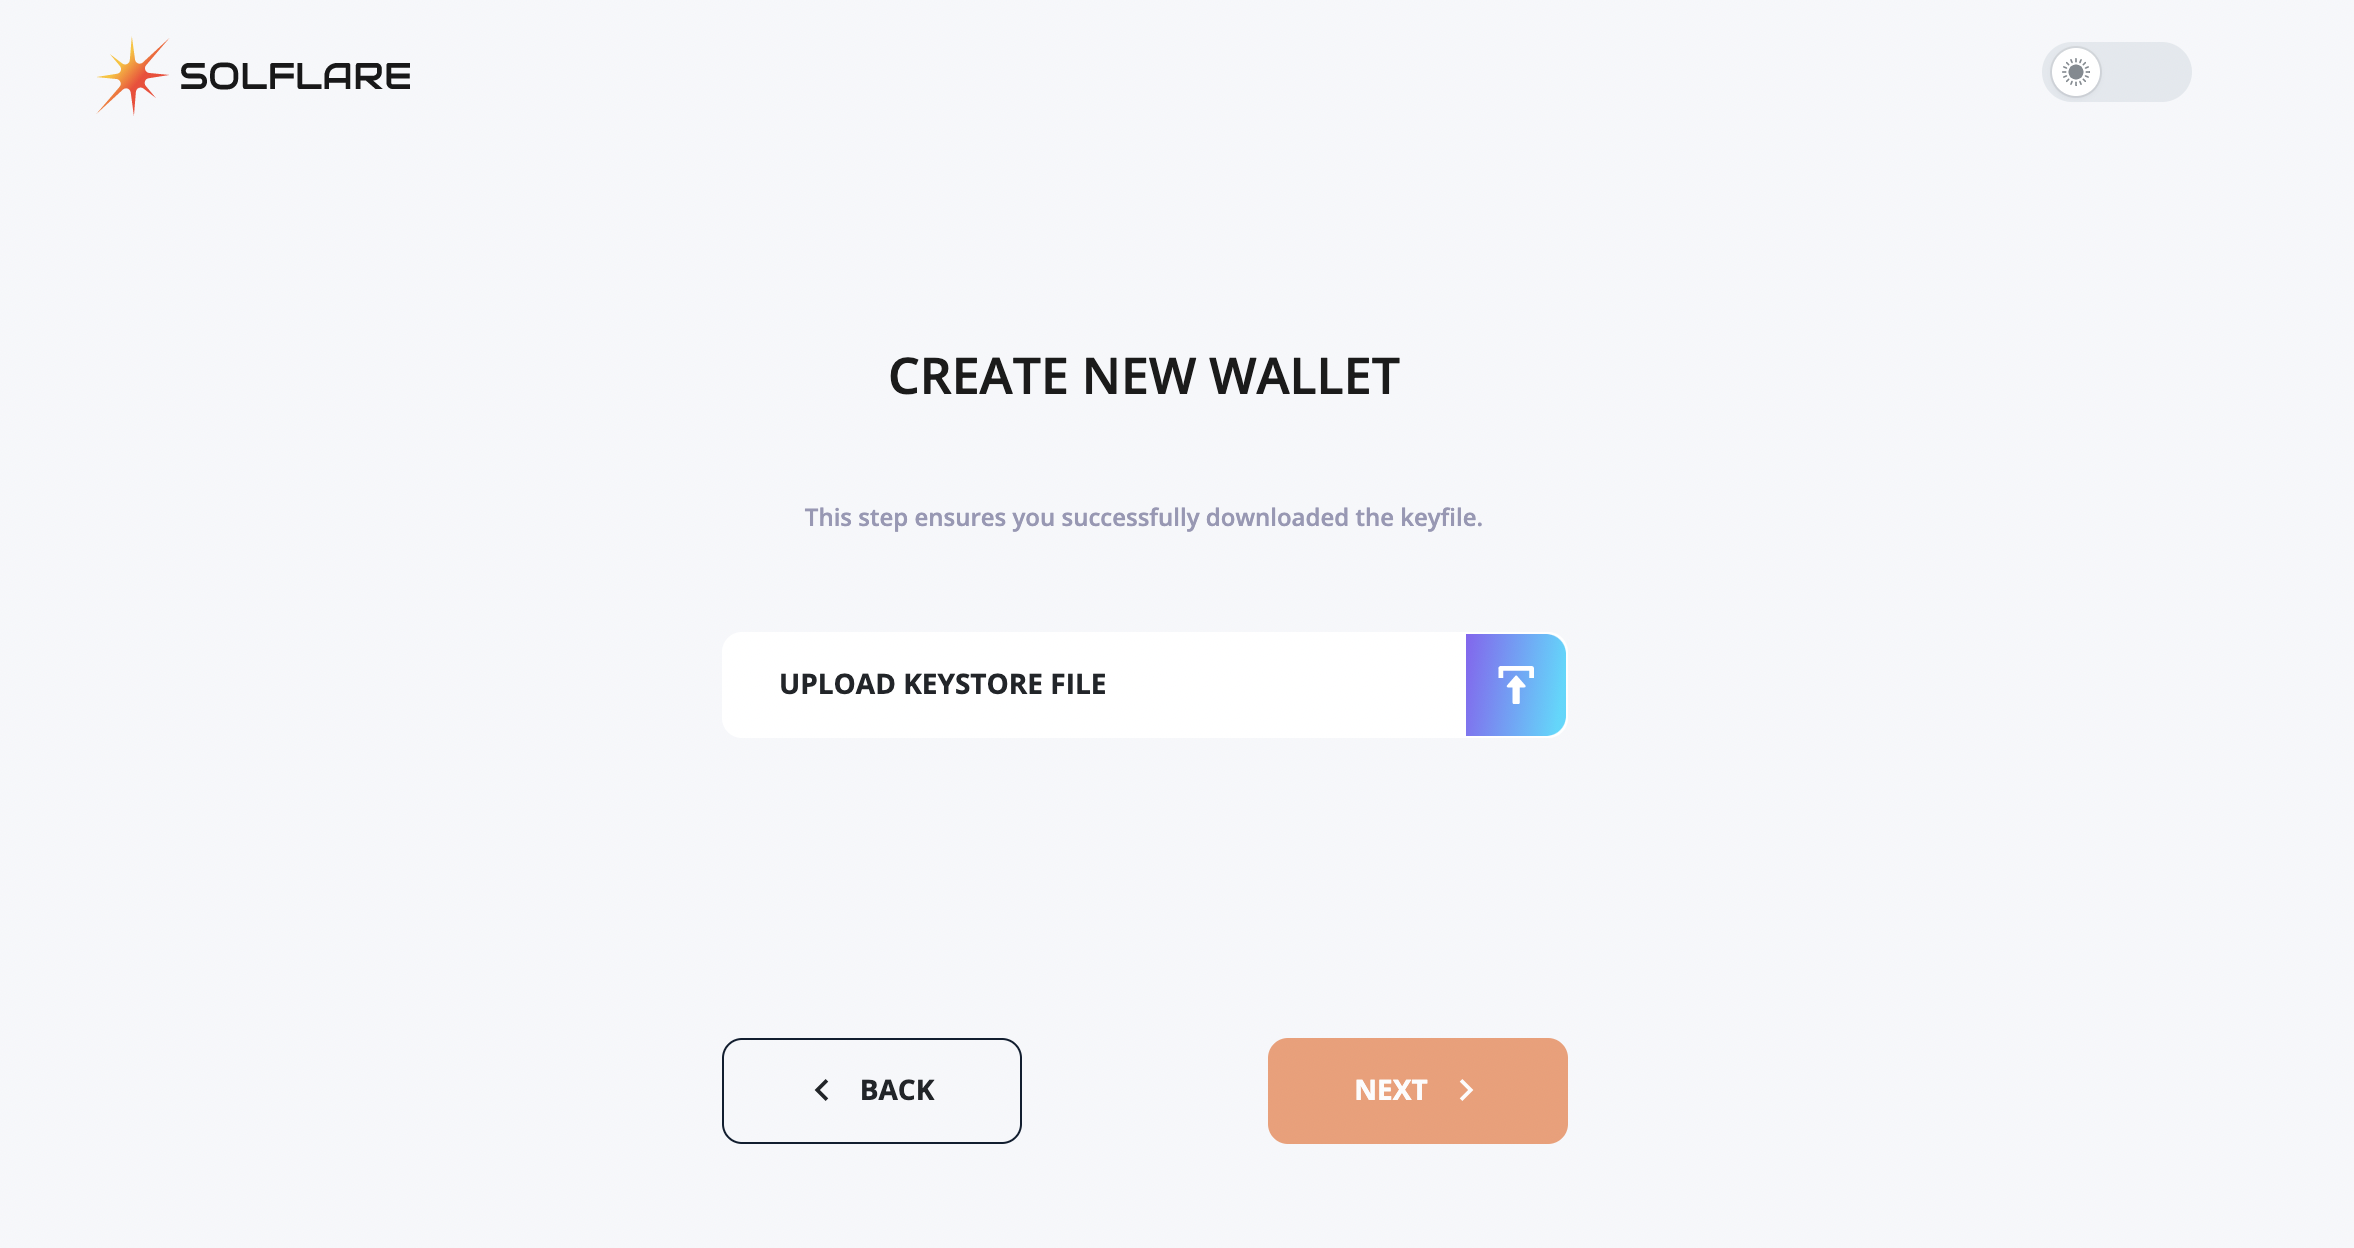 SOLFLARE
CREATE NEW WALLET
This step ensures you successfully downloaded the keyfile.
UPLOAD KEYSTORE FILE
BACK
NEXT